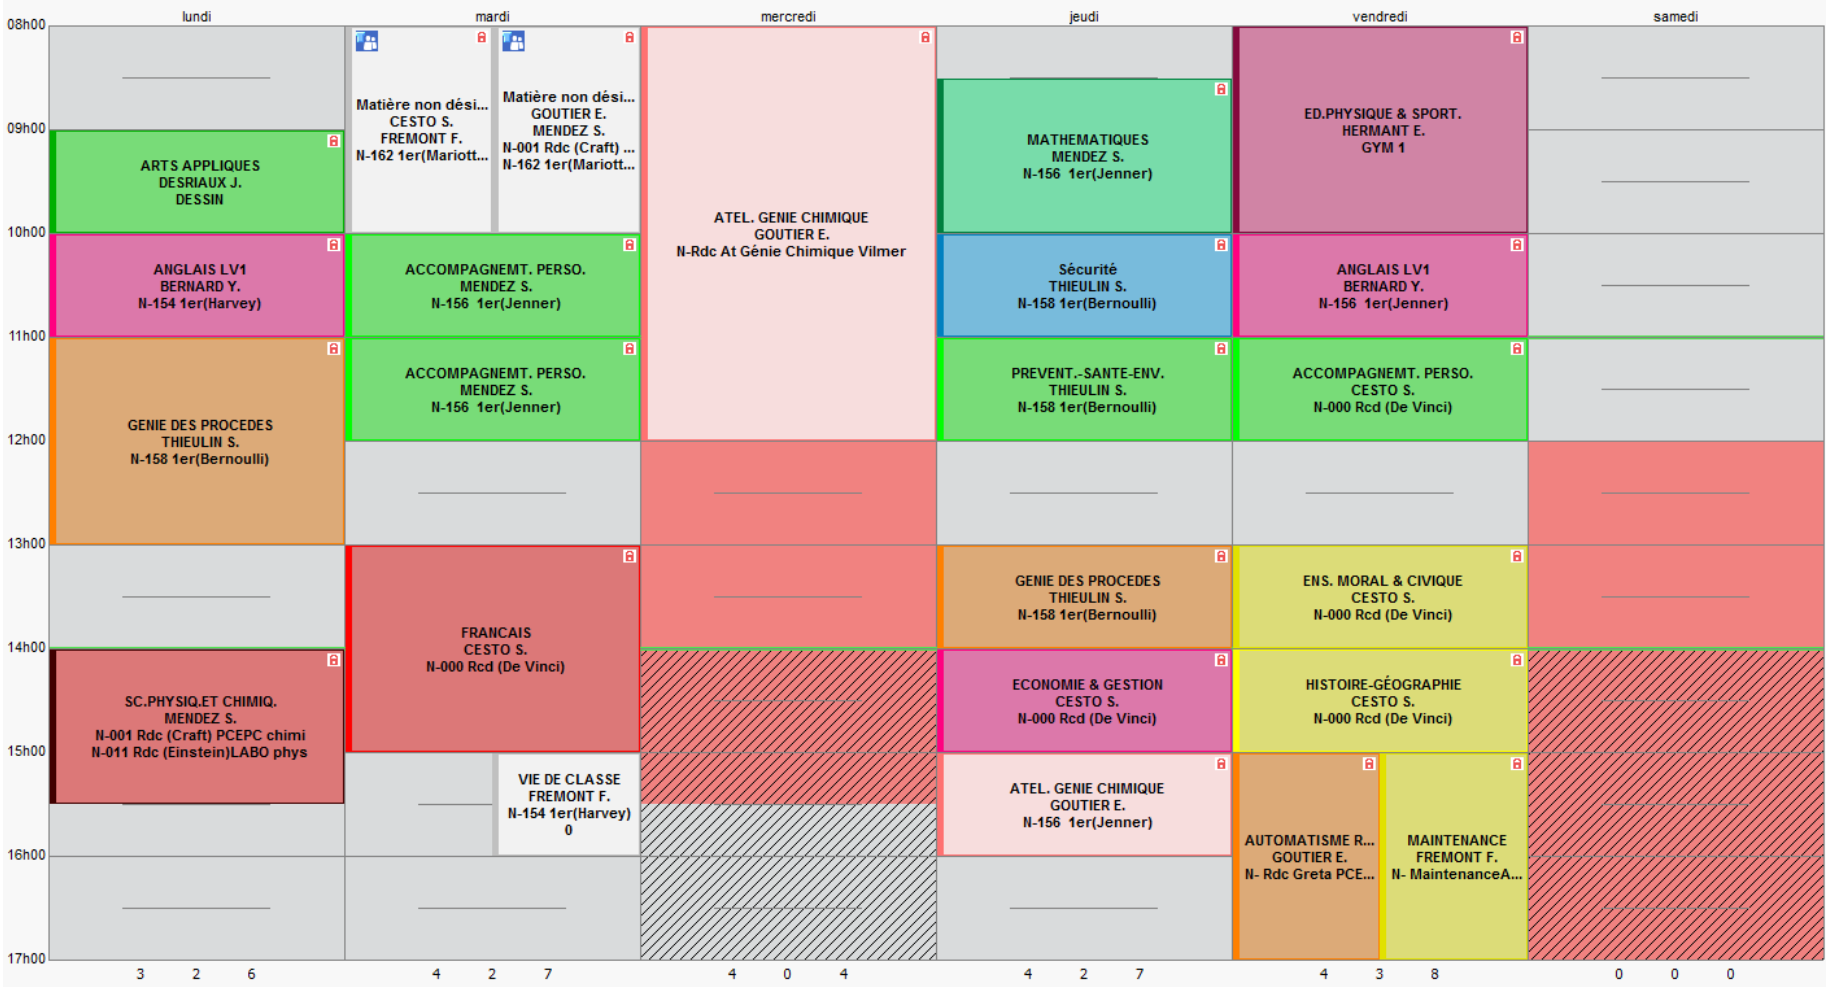 lundi
mardi
mercredi
jeudi
vendredi
samedi
08h00
09h00
10h00
11h00
12h00
13h00
14h00
15h00
16h00
17h00
ARTS APPLIQUES
DESRIAUX J.
DESSIN
ANGLAIS LV1
BERNARD Y.
N-154 1er(Harvey)
GENIE DES PROCEDES
THIEULIN S.
N-158 1er(Bernoulli)
SC.PHYSIQ.ET CHIMIQ.
MENDEZ S.
N-001 Rdc (Craft) PCEPC chimi
N-011 Rdc (Einstein)LABO phys
Matière non dési...
CESTO S.
FREMONT F.
N-162 1er(Mariott...
Matière non dési...
GOUTIER E.
MENDEZ S.
N-001 Rdc (Craft) ...
N-162 1er(Mariott...
ACCOMPAGNEMT. PERSO.
MENDEZ S.
N-156 1er(Jenner)
ACCOMPAGNEMT. PERSO.
MENDEZ S.
N-156 1er(Jenner)
FRANCAIS
CESTO S.
N-000 Rcd (De Vinci)
VIE DE CLASSE
FREMONT F.
N-154 1er(Harvey)
0
ATEL. GENIE CHIMIQUE
GOUTIER E.
N-Rdc At Génie Chimique Vilmer
MATHEMATIQUES
MENDEZ S.
N-156 1er(Jenner)
Sécurité
THIEULIN S.
N-158 1er(Bernoulli)
PREVENT.-SANTE-ENV.
THIEULIN S.
N-158 1er(Bernoulli)
GENIE DES PROCEDES
THIEULIN S.
N-158 1er(Bernoulli)
ECONOMIE & GESTION
CESTO S.
N-000 Rcd (De Vinci)
ATEL. GENIE CHIMIQUE
GOUTIER E.
N-156 1er(Jenner)
ED.PHYSIQUE & SPORT.
HERMANT E.
GYM 1
ANGLAIS LV1
BERNARD Y.
N-156 1er(Jenner)
ACCOMPAGNEMT. PERSO.
CESTO S.
N-000 Rcd (De Vinci)
ENS. MORAL & CIVIQUE
CESTO S.
N-000 Rcd (De Vinci)
HISTOIRE-GÉOGRAPHIE
CESTO S.
N-000 Rcd (De Vinci)
AUTOMATISME R...
GOUTIER E.
N- Rdc Greta PCE...
MAINTENANCE
FREMONT F.
N- MaintenanceA...
3 2 6
4 2 7
4 0 4
4 2 7
4 3 8
0 0 0